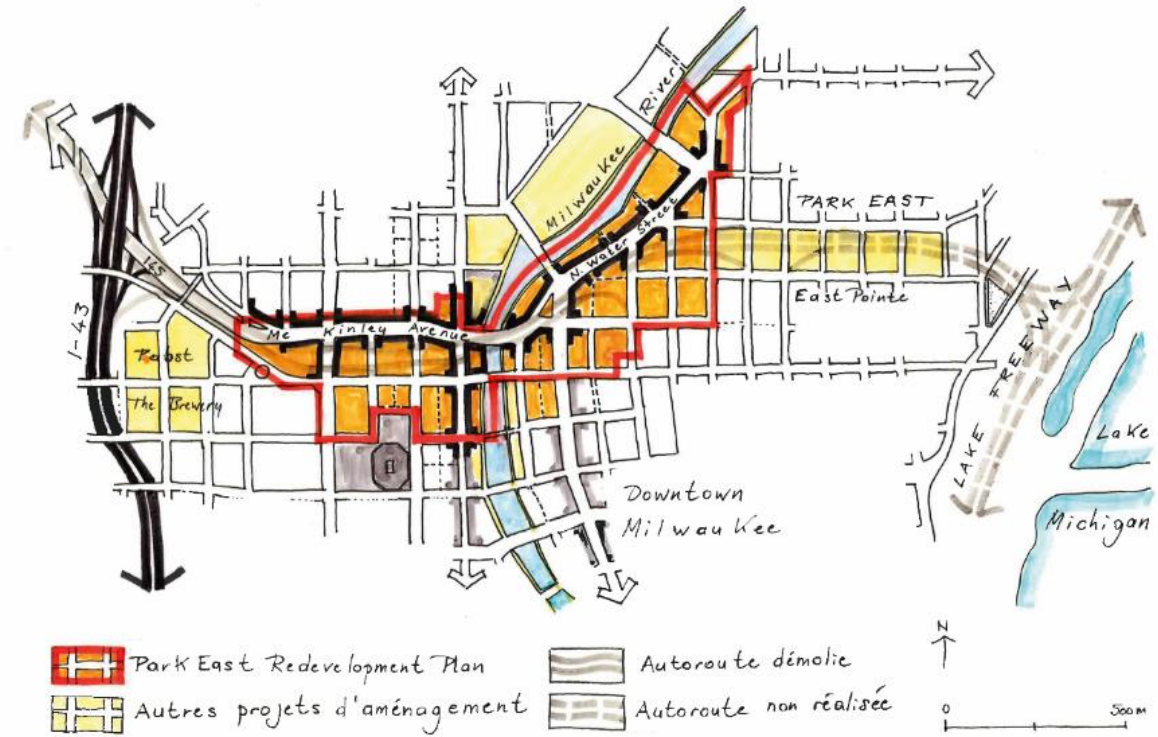 River
Milwaukee
PARK EAST
N. Water Street
145
East Pointe
I-43
Mc Kinley Avenue
Pabst
The Brewery
LAKE FREEWAY
Lake
Michigan
Downtown
Milwaukee
Park East Redevelopment Plan
Autres projets d'aménagement
Autoroute démolie
Autoroute non réalisée
N
0 500m